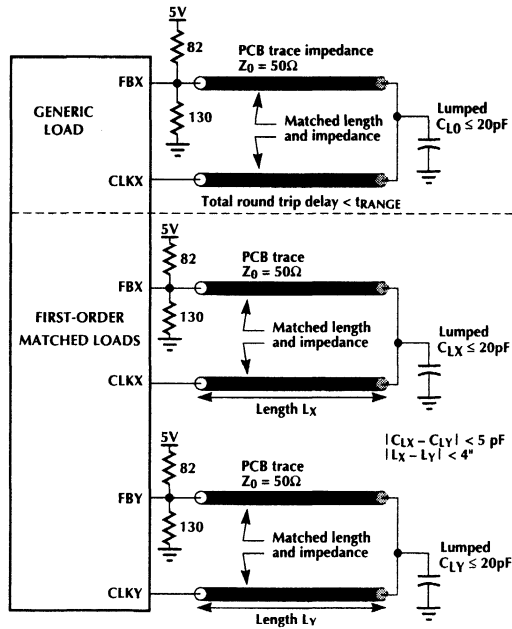 5V
82
FBX
PCB trace impedance
Z0 = 50Ω
GENERIC
LOAD
130
Matched length
and impedance
Lumped
CL0 ≤ 20pF
CLKX
Total round trip delay < tRANGE
5V
82
FBX
PCB trace
Z0 = 50Ω
FIRST-ORDER
MATCHED LOADS
130
Matched length
and impedance
Lumped
CLX ≤ 20pF
CLKX
Length LX
|CLX – CLY| < 5 pF
|LX – LY| < 4"
5V
82
FBY
PCB trace
Z0 = 50Ω
130
Matched length
and impedance
Lumped
CLY ≤ 20pF
CLKY
Length LY